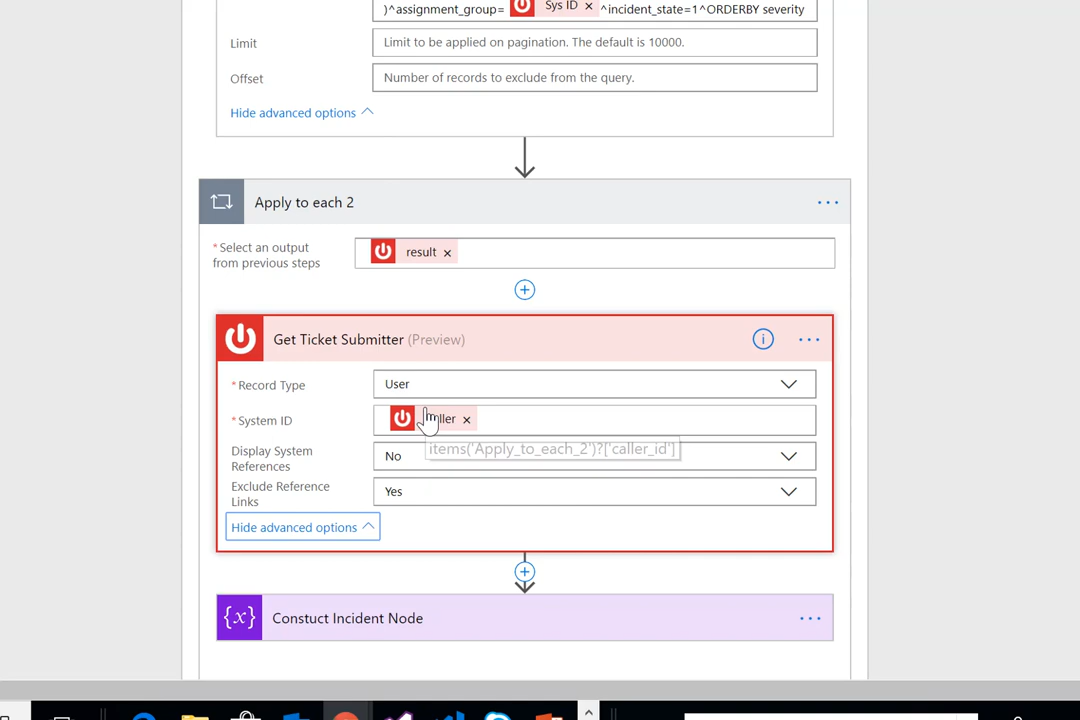 )^assignment_group= Sys ID × ^incident_state=1^ORDERBY severity
Limit
Limit to be applied on pagination. The default is 10000.
Offset
Number of records to exclude from the query.
Hide advanced options
Apply to each 2
*Select an output
from previous steps
result ×
Get Ticket Submitter (Preview)
*Record Type
User
*System ID
×
items('Apply_to_each_2')?['caller_id']
Display System
References
No
Exclude Reference
Links
Yes
Hide advanced options
{x}
Constuct Incident Node